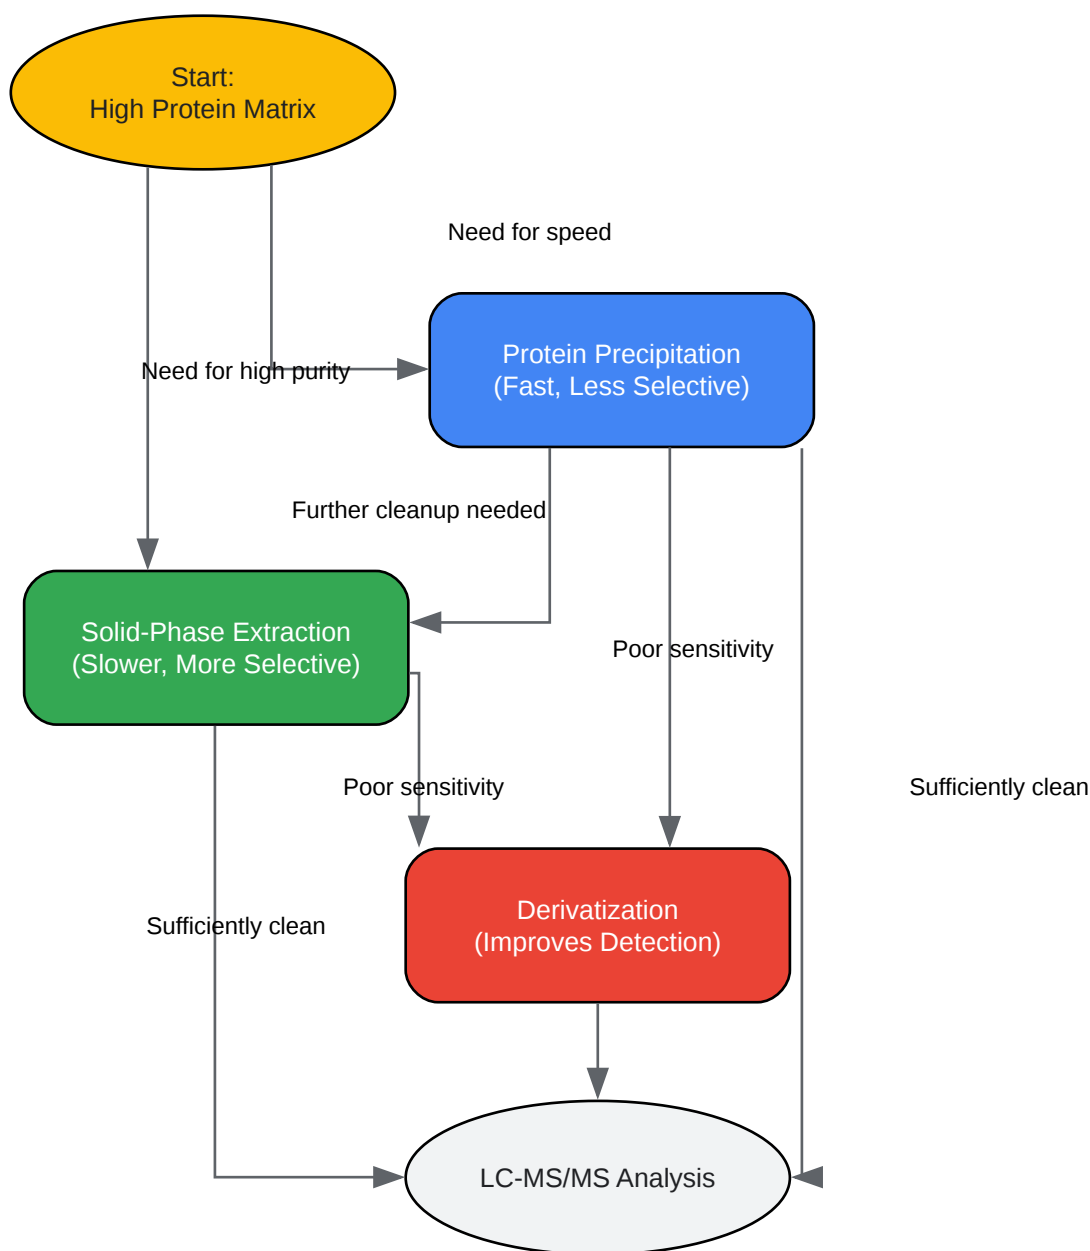 Start:
High Protein Matrix
Need for speed
Protein Precipitation
(Fast, Less Selective)
Need for high purity
Further cleanup needed
Solid-Phase Extraction
(Slower, More Selective)
Poor sensitivity
Poor sensitivity
Sufficiently clean
Derivatization
(Improves Detection)
Sufficiently clean
LC-MS/MS Analysis